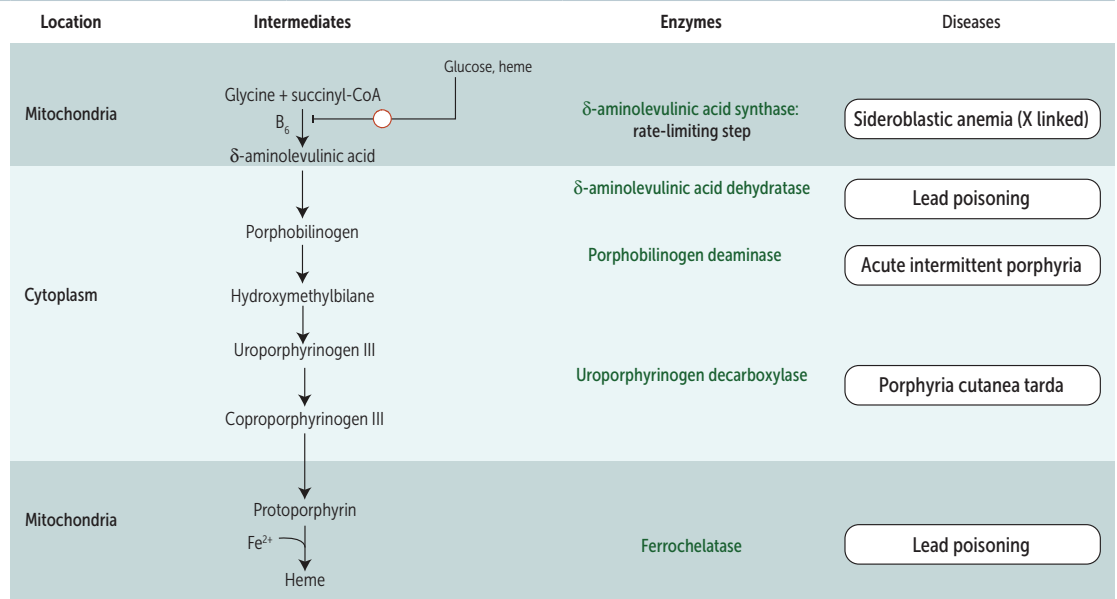 Location Intermediates Enzymes Diseases
Glucose, heme
Mitochondria
Glycine + succinyl-CoA
B₆
δ-aminolevulinic acid
δ-aminolevulinic acid synthase:
rate-limiting step
Sideroblastic anemia (X linked)
Cytoplasm
Porphobilinogen
Hydroxymethylbilane
Uroporphyrinogen III
Coproporphyrinogen III
δ-aminolevulinic acid dehydratase
Lead poisoning
Porphobilinogen deaminase
Acute intermittent porphyria
Uroporphyrinogen decarboxylase
Porphyria cutanea tarda
Mitochondria
Protoporphyrin
Fe²⁺
Heme
Ferrochelatase
Lead poisoning